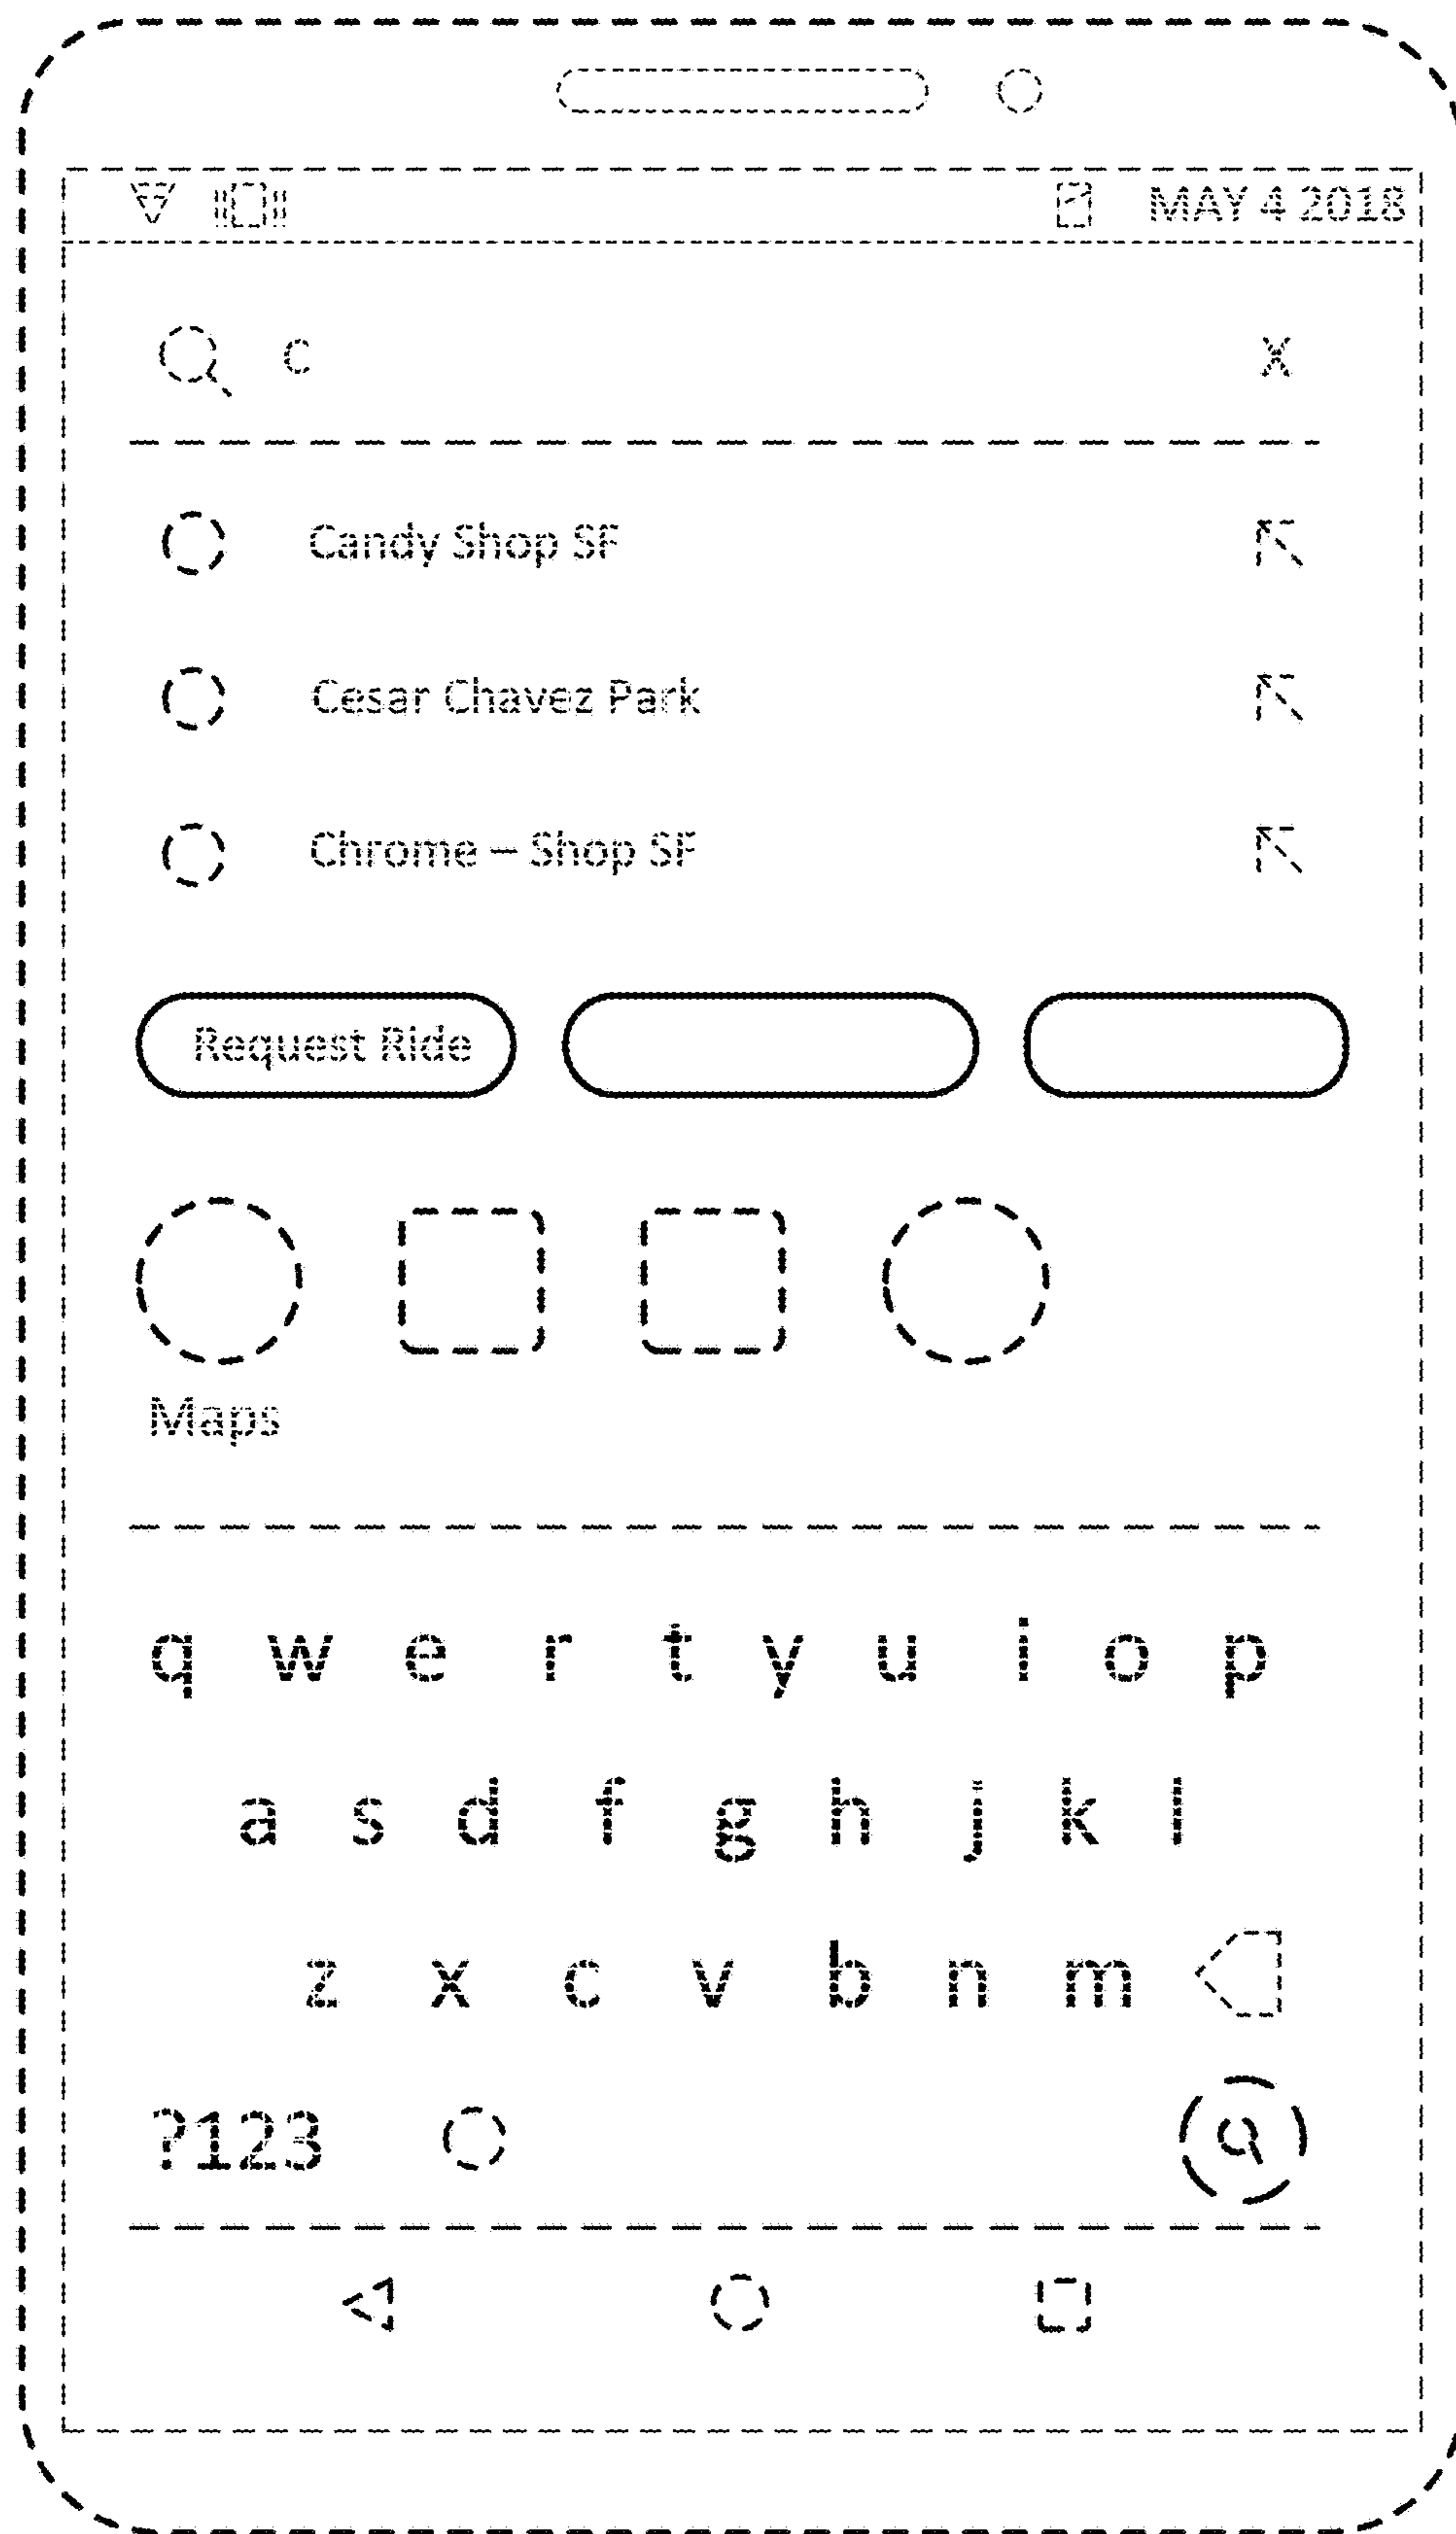 MAY 4 2018
c X
Candy Shop SF
Cesar Chavez Park
Chrome – Shop SF
Request Ride
Maps
q w e r t y u i o p
a s d f g h j k l
z x c v b n m
?123